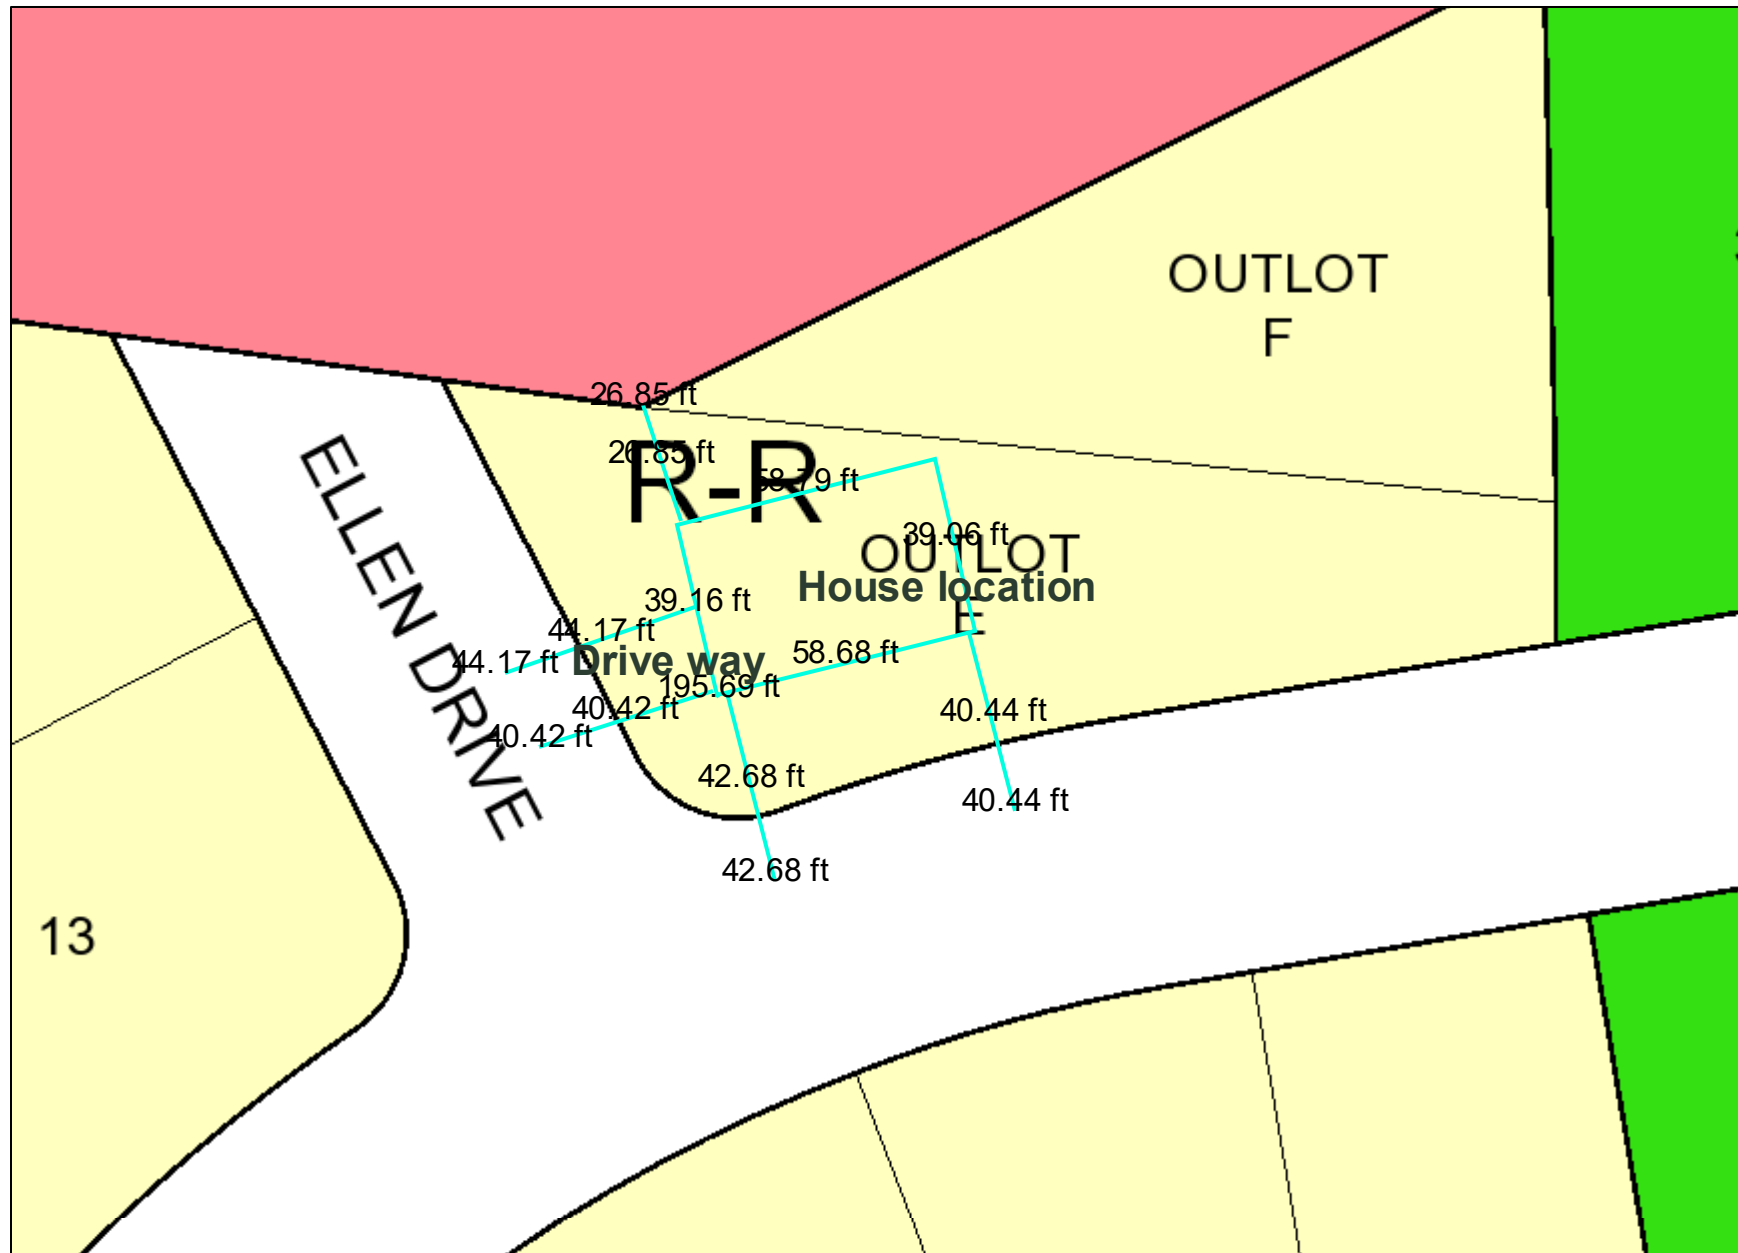 OUTLOT
F
26.85 ft
26.85 ft
R-R
58.79 ft
39.06 ft
OUTLOT
E
House location
39.16 ft
44.17 ft
44.17 ft
Drive way
58.68 ft
195.69 ft
40.42 ft
40.42 ft
40.44 ft
40.44 ft
42.68 ft
42.68 ft
ELLEN DRIVE
13